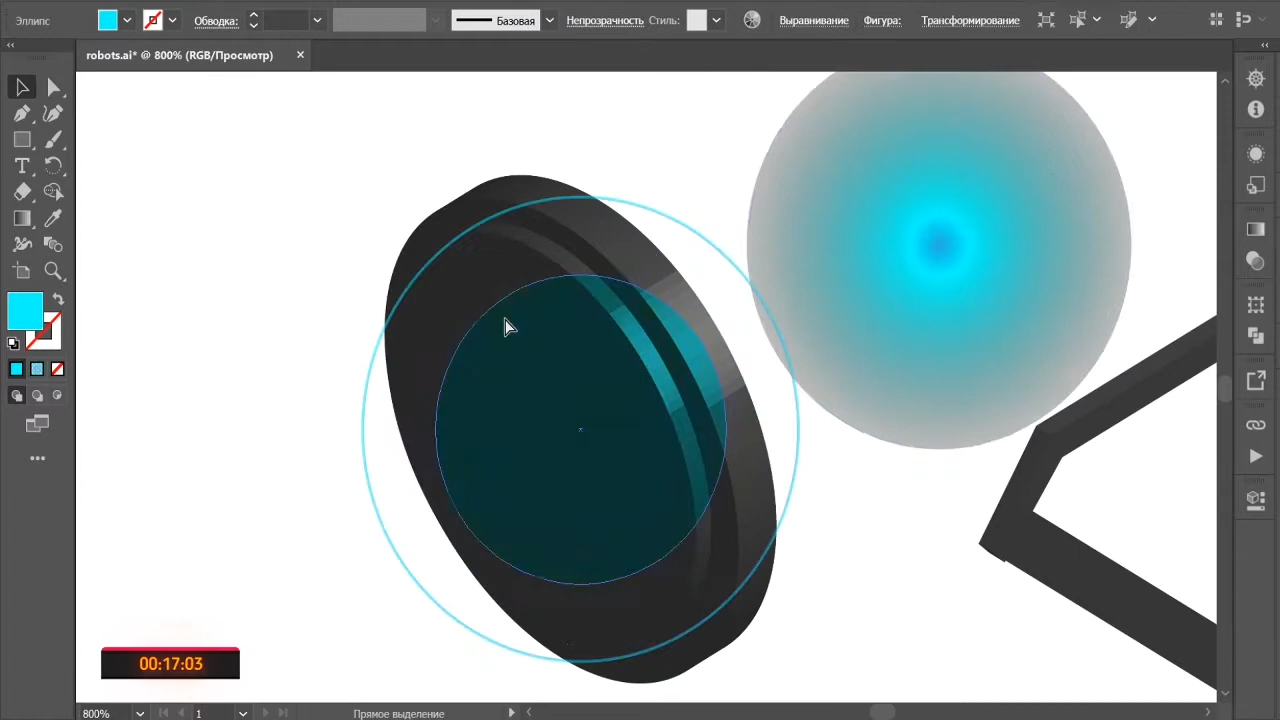 Эллипс Обводка: Базовая Непрозрачность Стиль: Выравнивание Фигура: Трансформирование
robots.ai* @ 800% (RGB/Просмотр) ×
00:17:03
800% 1 Прямое выделение